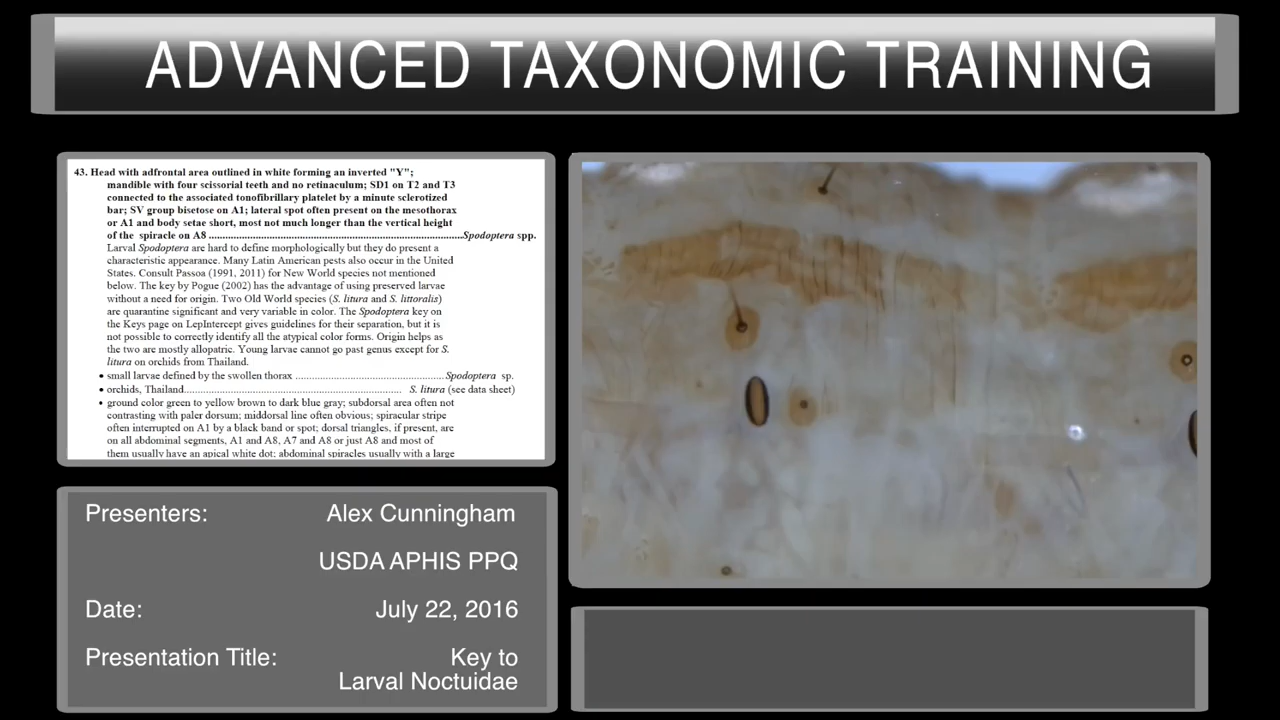 ADVANCED TAXONOMIC TRAINING
43. Head with adfrontal area outlined in white forming an inverted "Y";
mandible with four scissorial teeth and no retinaculum; SD1 on T2 and T3
connected to the associated tonofibrillary platelet by a minute sclerotized
bar; SV group bisetose on A1; lateral spot often present on the mesothorax
or A1 and body setae short, most not much longer than the vertical height
of the spiracle on A8 ..........................................................................Spodoptera spp.
Larval Spodoptera are hard to define morphologically but they do present a
characteristic appearance. Many Latin American pests also occur in the United
States. Consult Passoa (1991, 2011) for New World species not mentioned
below. The key by Pogue (2002) has the advantage of using preserved larvae
without a need for origin. Two Old World species (S. litura and S. littoralis)
are quarantine significant and very variable in color. The Spodoptera key on
the Keys page on LepIntercept gives guidelines for their separation, but it is
not possible to correctly identify all the atypical color forms. Origin helps as
the two are mostly allopatric. Young larvae cannot go past genus except for S.
litura on orchids from Thailand.
• small larvae defined by the swollen thorax ..................................................Spodoptera sp.
• orchids, Thailand......................................................................... S. litura (see data sheet)
• ground color green to yellow brown to dark blue gray; subdorsal area often not
contrasting with paler dorsum; middorsal line often obvious; spiracular stripe
often interrupted on A1 by a black band or spot; dorsal triangles, if present, are
on all abdominal segments, A1 and A8, A7 and A8 or just A8 and most of
them usually have an apical white dot; abdominal spiracles usually with a large
Presenters: Alex Cunningham
USDA APHIS PPQ
Date: July 22, 2016
Presentation Title: Key to
Larval Noctuidae